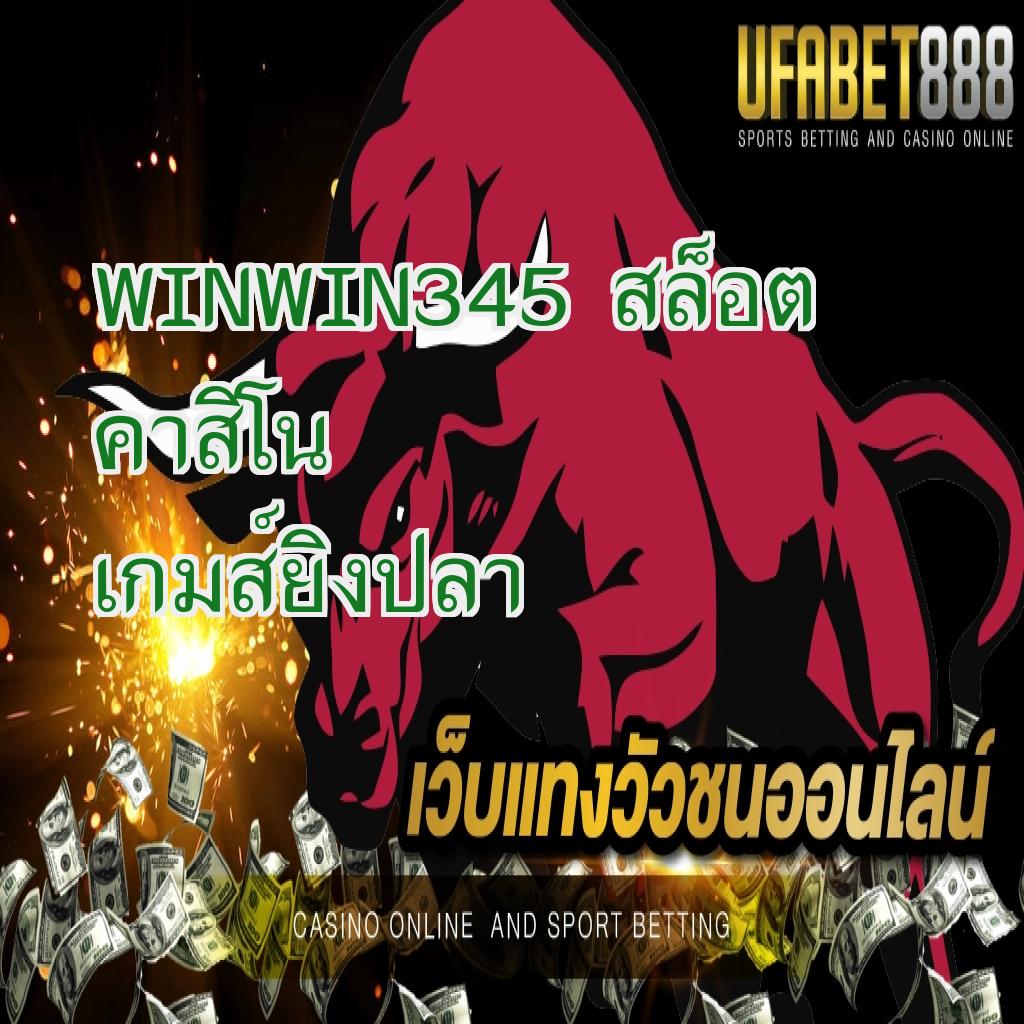 UFABET888
SPORTS BETTING AND CASINO ONLINE
WINWIN345 สล็อต
คาสิโน
เกมส์ยิงปลา
เว็บแทงวัวชนออนไลน์
CASINO ONLINE AND SPORT BETTING